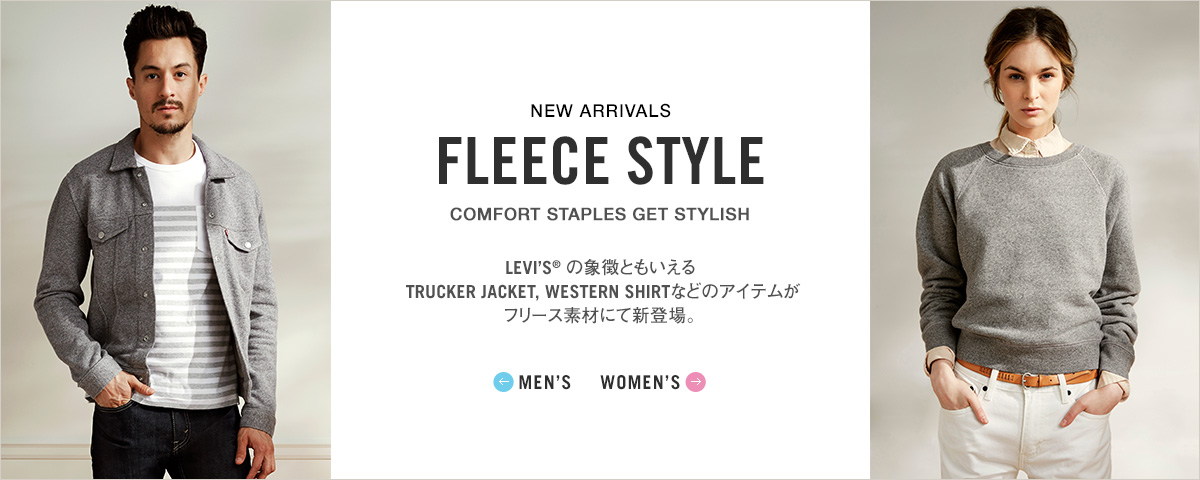 NEW ARRIVALS
FLEECE STYLE
COMFORT STAPLES GET STYLISH
LEVI'S® の象徴ともいえる
TRUCKER JACKET, WESTERN SHIRTなどのアイテムが
フリース素材にて新登場。
MEN'S WOMEN'S